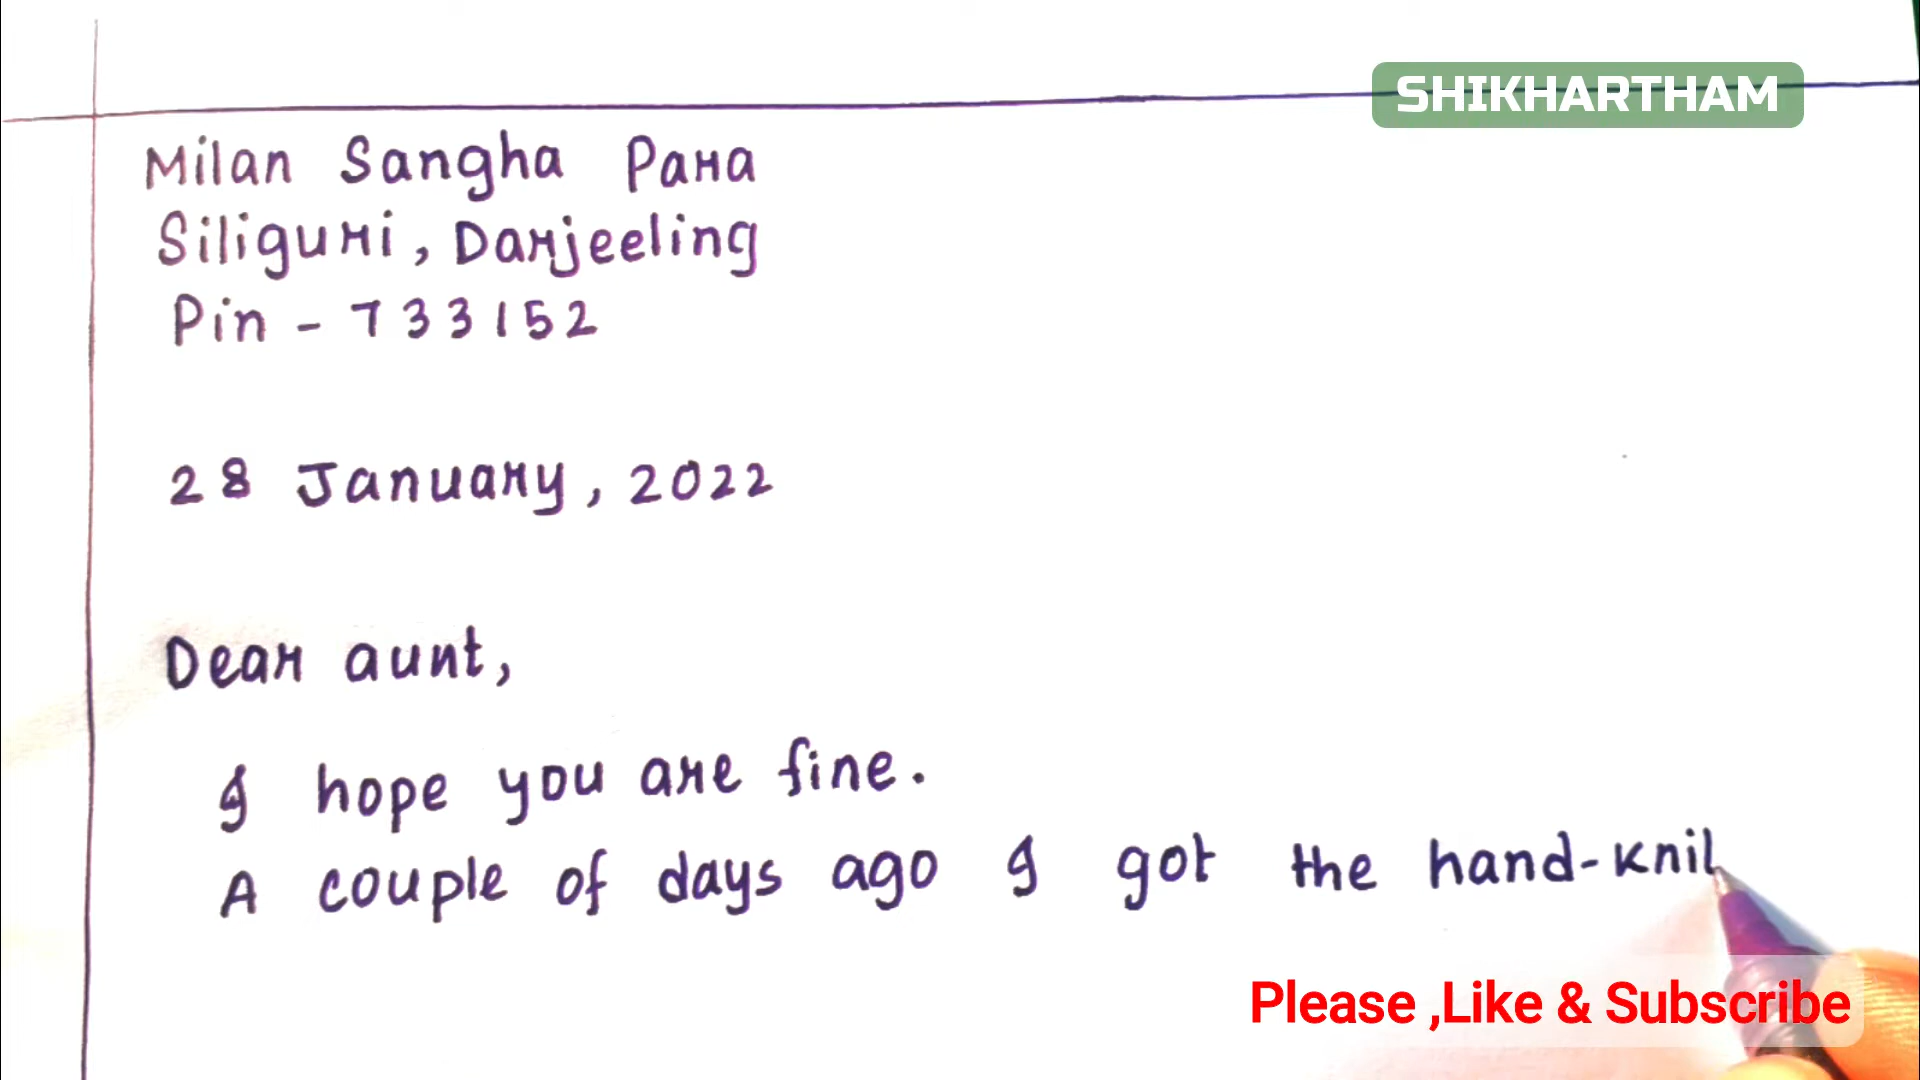 SHIKHARTHAM
Milan Sangha Para
Siliguri, Darjeeling
Pin - 733152
28 January, 2022
Dear aunt,
I hope you are fine.
A couple of days ago I got the hand-knit
Please ,Like & Subscribe